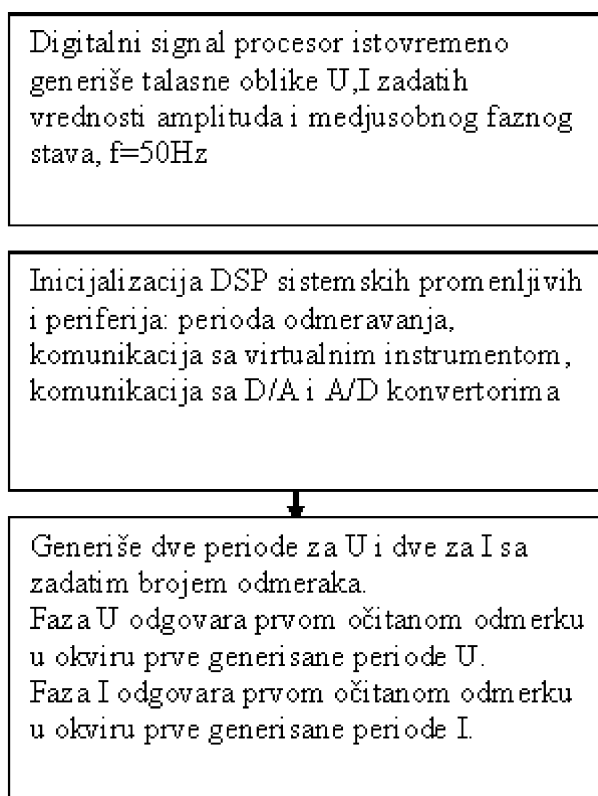 Digitalni signal procesor istovremeno
generiše talasne oblike U,I zadatih
vrednosti amplituda i medjusobnog faznog
stava, f=50Hz
Inicijalizacija DSP sistemskih promenljivih
i periferija: perioda odmeravanja,
komunikacija sa virtualnim instrumentom,
komunikacija sa D/A i A/D konvertorima
Generiše dve periode za U i dve za I sa
zadatim brojem odmeraka.
Faza U odgovara prvom očitanom odmerku
u okviru prve generisane periode U.
Faza I odgovara prvom očitanom odmerku
u okviru prve generisane periode I.